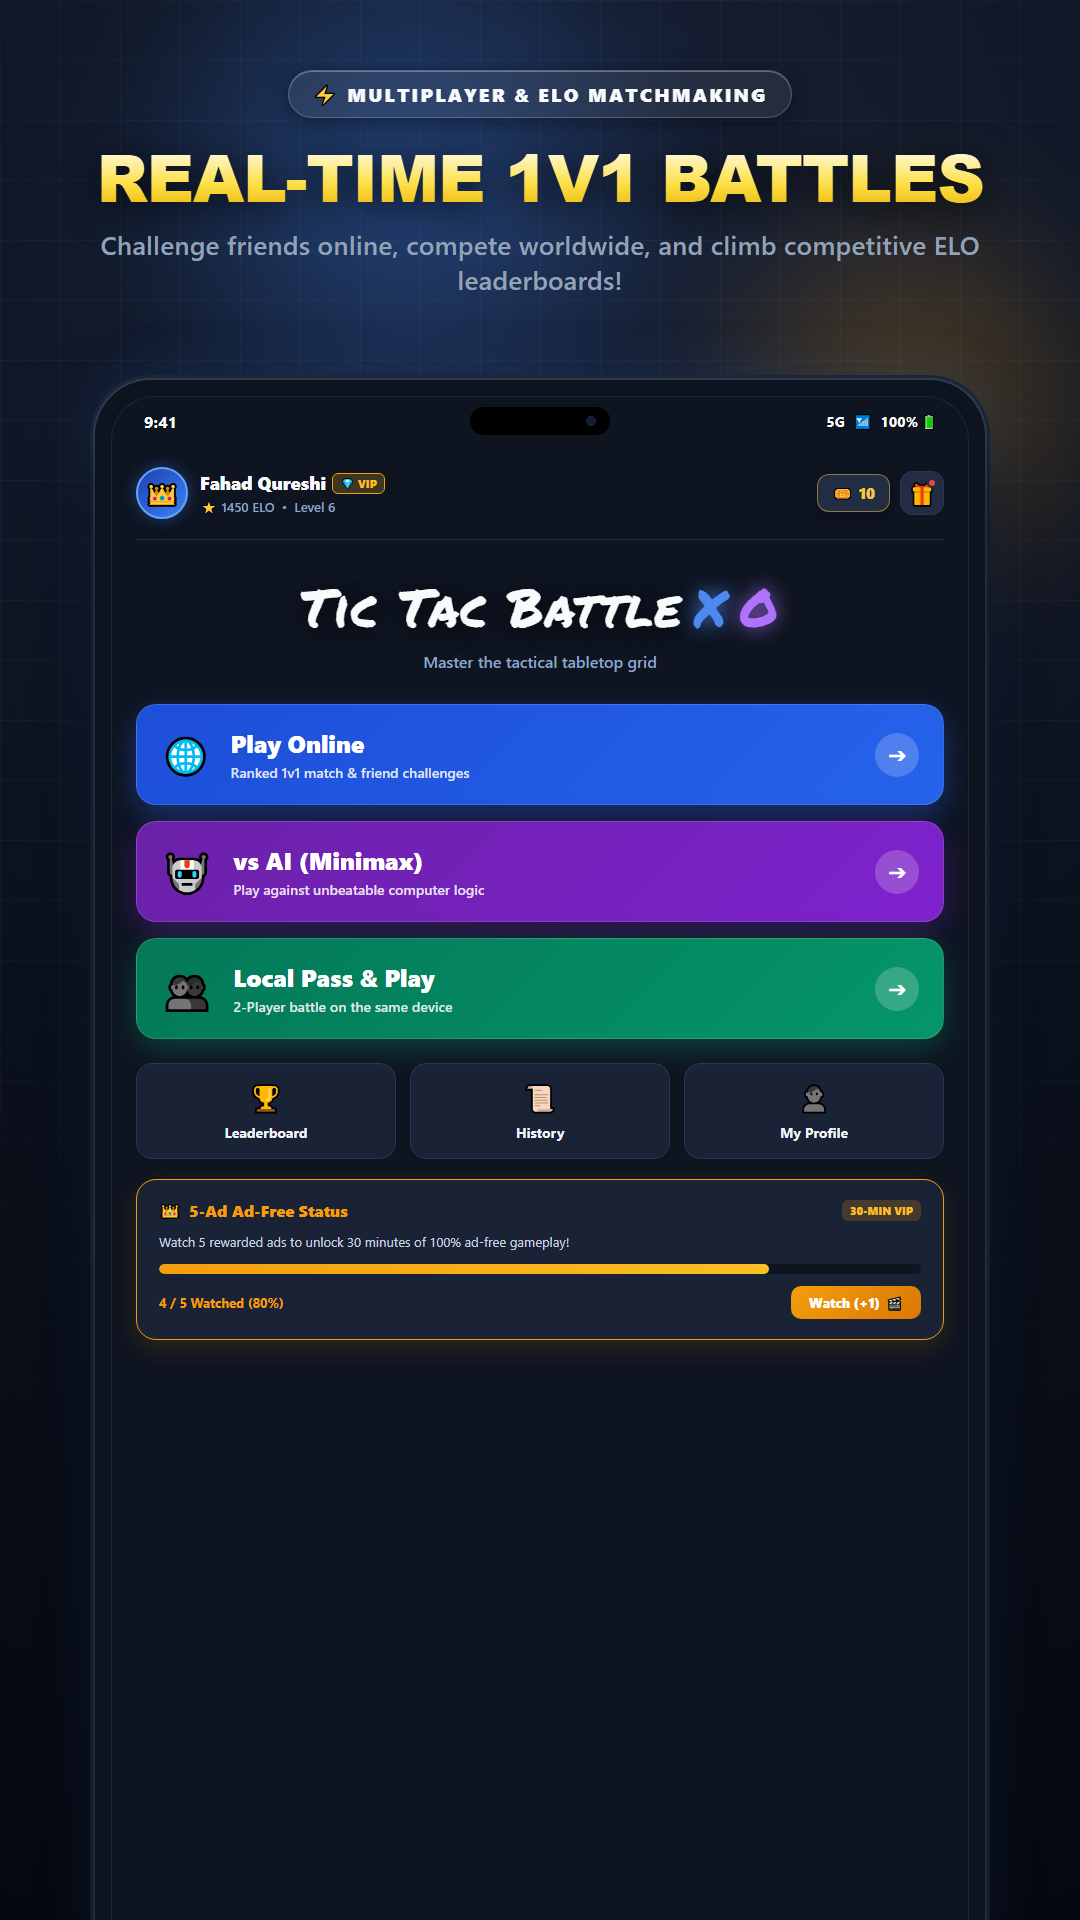 ⚡ MULTIPLAYER & ELO MATCHMAKING
REAL-TIME 1V1 BATTLES
Challenge friends online, compete worldwide, and climb competitive ELO
leaderboards!
9:41
5G 📶 100% 🔋
Fahad Qureshi 💎 VIP
⭐ 1450 ELO • Level 6
🎟️ 10
Tic Tac Battle X O
Master the tactical tabletop grid
Play Online
Ranked 1v1 match & friend challenges
➔
vs AI (Minimax)
Play against unbeatable computer logic
➔
Local Pass & Play
2-Player battle on the same device
➔
Leaderboard
History
My Profile
👑 5-Ad Ad-Free Status
30-MIN VIP
Watch 5 rewarded ads to unlock 30 minutes of 100% ad-free gameplay!
4 / 5 Watched (80%)
Watch (+1) 🎬